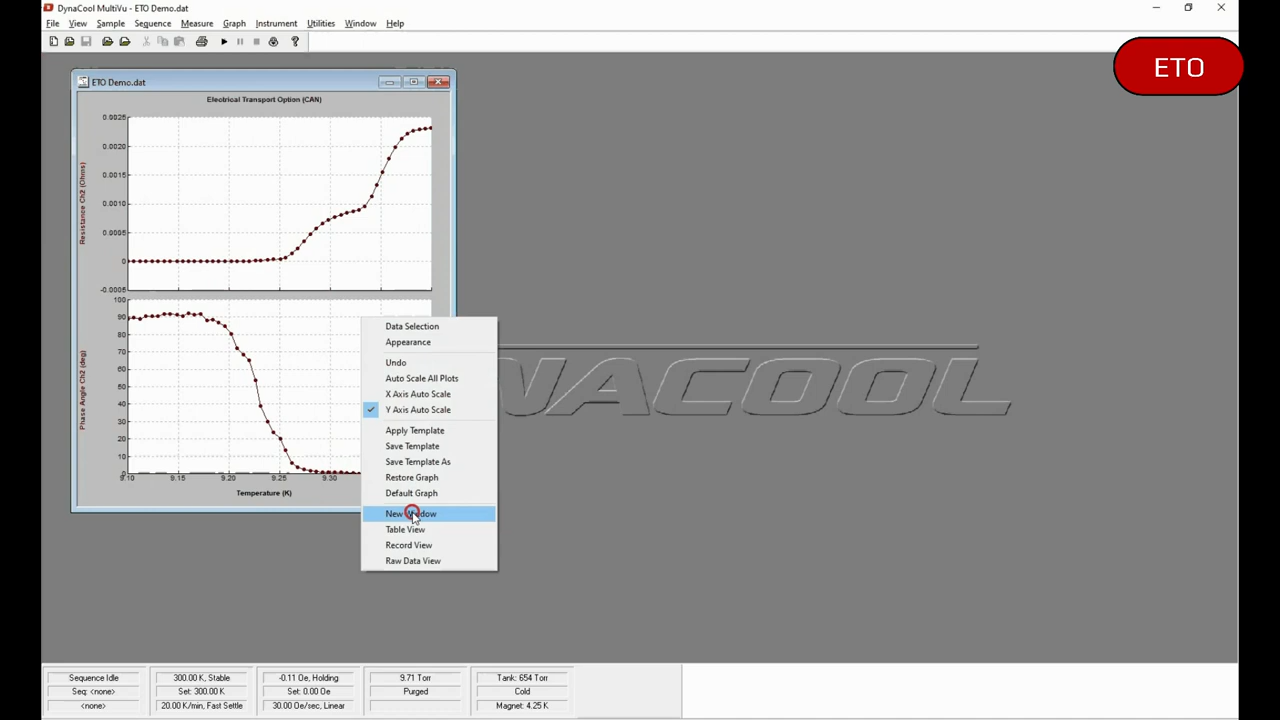 DynaCool MultiVu - ETO Demo.dat
File View Sample Sequence Measure Graph Instrument Utilities Window Help
ETO
ETO Demo.dat
Electrical Transport Option (CAN)
0.0025
0.0020
0.0015
0.0010
0.0005
0
-0.0005
Resistance Ch2 (Ohms)
100
90
80
70
60
50
40
30
20
10
0
Phase Angle Ch2 (deg)
9.10 9.15 9.20 9.25 9.30
Temperature (K)
Data Selection
Appearance
Undo
Auto Scale All Plots
X Axis Auto Scale
Y Axis Auto Scale
Apply Template
Save Template
Save Template As
Restore Graph
Default Graph
New Window
Table View
Record View
Raw Data View
NACOOL
Sequence Idle
Seq: <none>
<none>
300.00 K, Stable
Set: 300.00 K
20.00 K/min, Fast Settle
-0.11 Oe, Holding
Set: 0.00 Oe
30.00 Oe/sec, Linear
9.71 Torr
Purged
Tank: 654 Torr
Cold
Magnet: 4.25 K